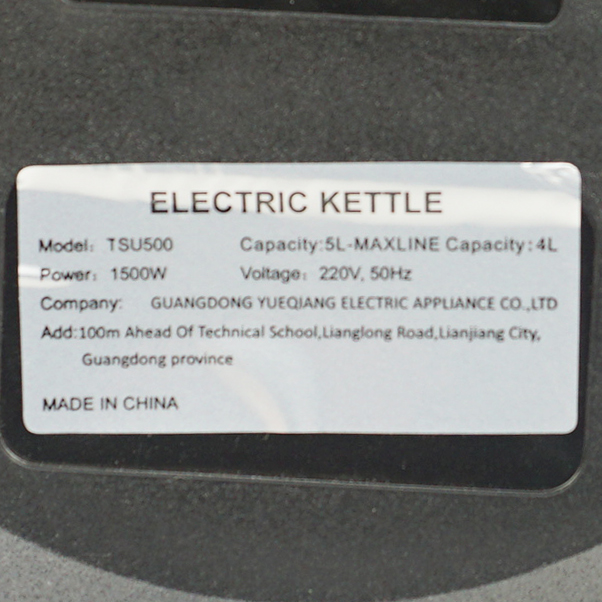 ELECTRIC KETTLE
Model: TSU500 Capacity:5L-MAXLINE Capacity:4L
Power: 1500W Voltage: 220V, 50Hz
Company: GUANGDONG YUEQIANG ELECTRIC APPLIANCE CO.,LTD
Add:100m Ahead Of Technical School,Lianglong Road,Lianjiang City,
Guangdong province
MADE IN CHINA